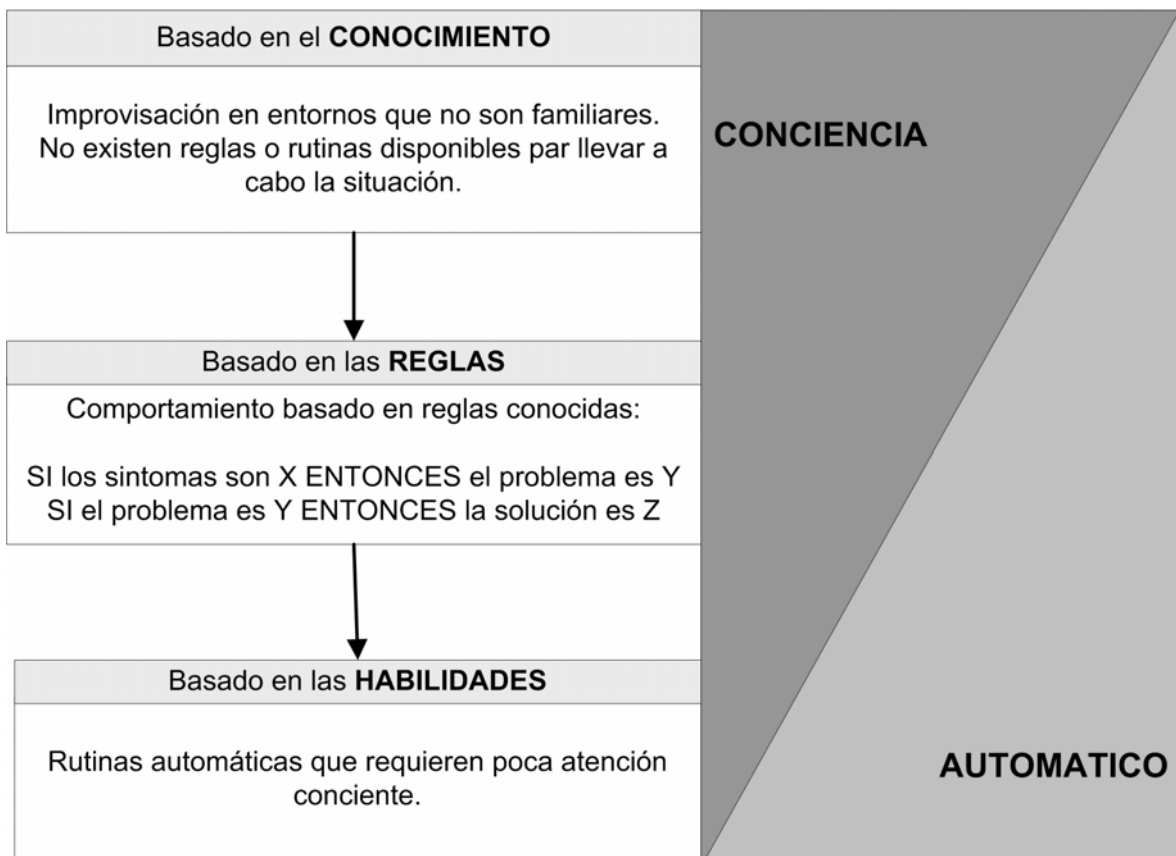 Basado en el CONOCIMIENTO
Improvisación en entornos que no son familiares.
No existen reglas o rutinas disponibles par llevar a
cabo la situación.
CONCIENCIA
Basado en las REGLAS
Comportamiento basado en reglas conocidas:
SI los sintomas son X ENTONCES el problema es Y
SI el problema es Y ENTONCES la solución es Z
Basado en las HABILIDADES
Rutinas automáticas que requieren poca atención
conciente.
AUTOMATICO